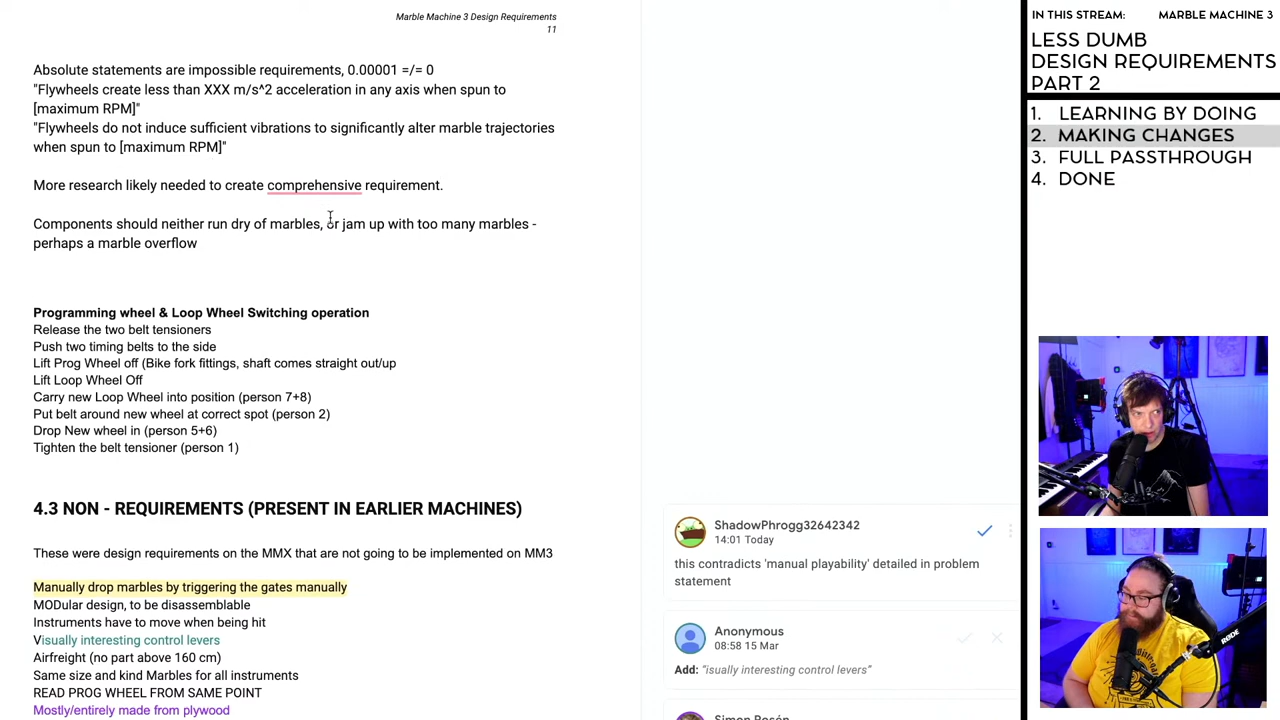 Marble Machine 3 Design Requirements
11
Absolute statements are impossible requirements, 0.00001 =/= 0
"Flywheels create less than XXX m/s^2 acceleration in any axis when spun to
[maximum RPM]"
"Flywheels do not induce sufficient vibrations to significantly alter marble trajectories
when spun to [maximum RPM]"
More research likely needed to create comprehensive requirement.
Components should neither run dry of marbles, or jam up with too many marbles -
perhaps a marble overflow
Programming wheel & Loop Wheel Switching operation
Release the two belt tensioners
Push two timing belts to the side
Lift Prog Wheel off (Bike fork fittings, shaft comes straight out/up
Lift Loop Wheel Off
Carry new Loop Wheel into position (person 7+8)
Put belt around new wheel at correct spot (person 2)
Drop New wheel in (person 5+6)
Tighten the belt tensioner (person 1)
4.3 NON - REQUIREMENTS (PRESENT IN EARLIER MACHINES)
These were design requirements on the MMX that are not going to be implemented on MM3
Manually drop marbles by triggering the gates manually
MODular design, to be disassemblable
Instruments have to move when being hit
Visually interesting control levers
Airfreight (no part above 160 cm)
Same size and kind Marbles for all instruments
READ PROG WHEEL FROM SAME POINT
Mostly/entirely made from plywood
ShadowPhrogg32642342
14:01 Today
this contradicts 'manual playability' detailed in problem
statement
Anonymous
08:58 15 Mar
Add: "isually interesting control levers"
Simon Rosén
IN THIS STREAM: MARBLE MACHINE 3
LESS DUMB
DESIGN REQUIREMENTS
PART 2
1. LEARNING BY DOING
2. MAKING CHANGES
3. FULL PASSTHROUGH
4. DONE
RØDE